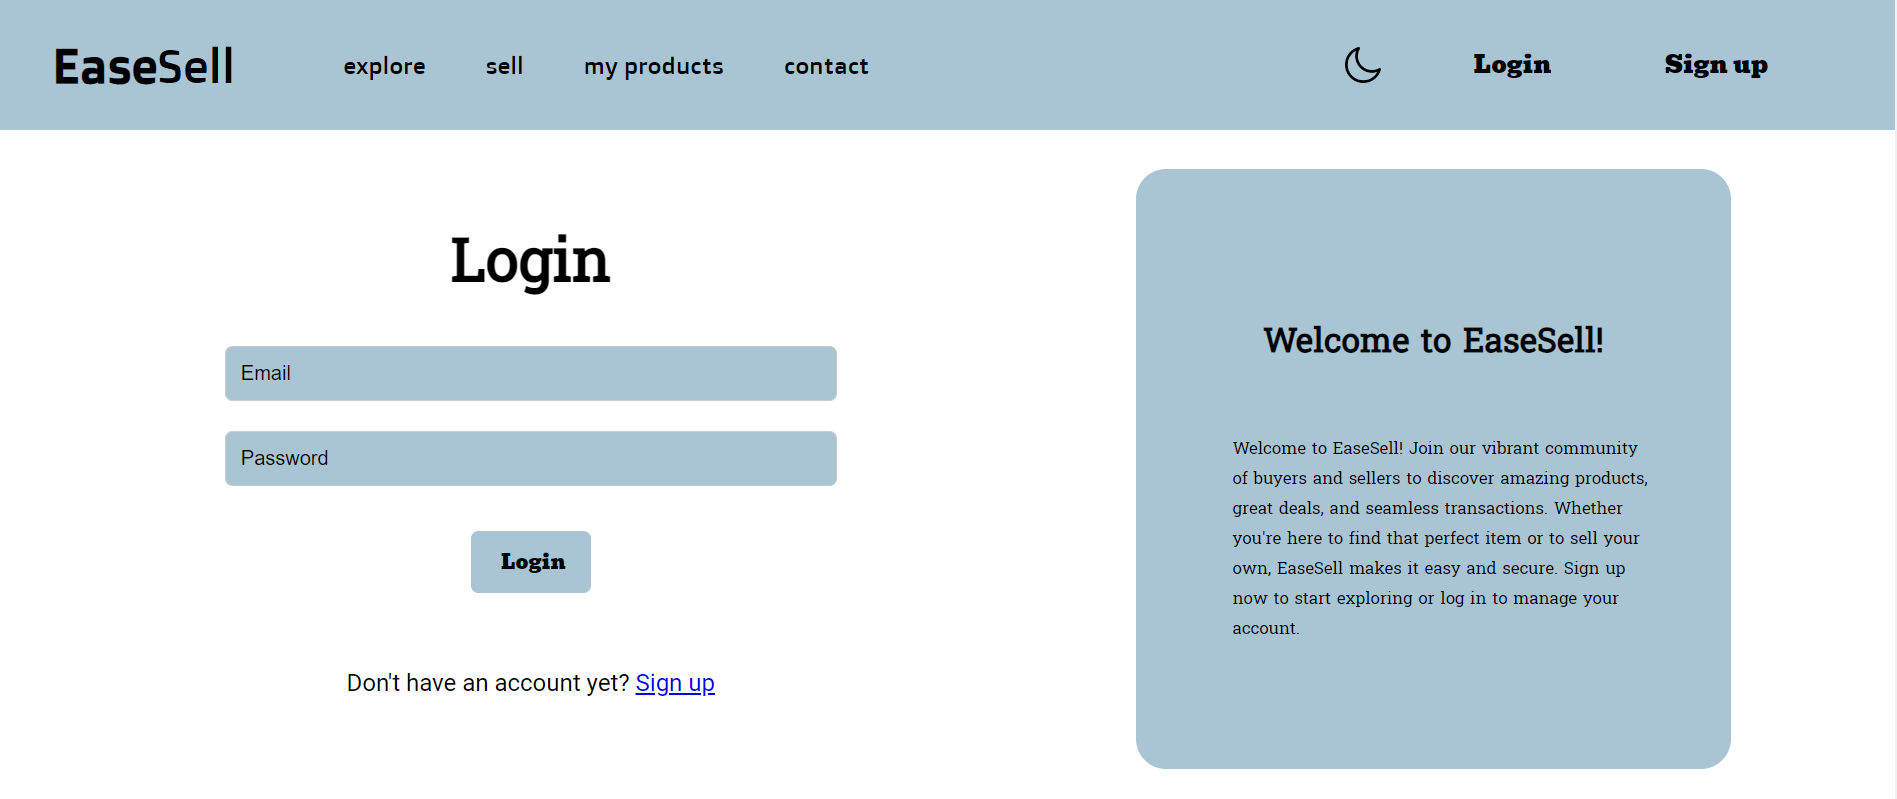 EaseSell explore sell my products contact Login Sign up
Login
Email
Password
Login
Don't have an account yet? Sign up
Welcome to EaseSell!
Welcome to EaseSell! Join our vibrant community
of buyers and sellers to discover amazing products,
great deals, and seamless transactions. Whether
you're here to find that perfect item or to sell your
own, EaseSell makes it easy and secure. Sign up
now to start exploring or log in to manage your
account.